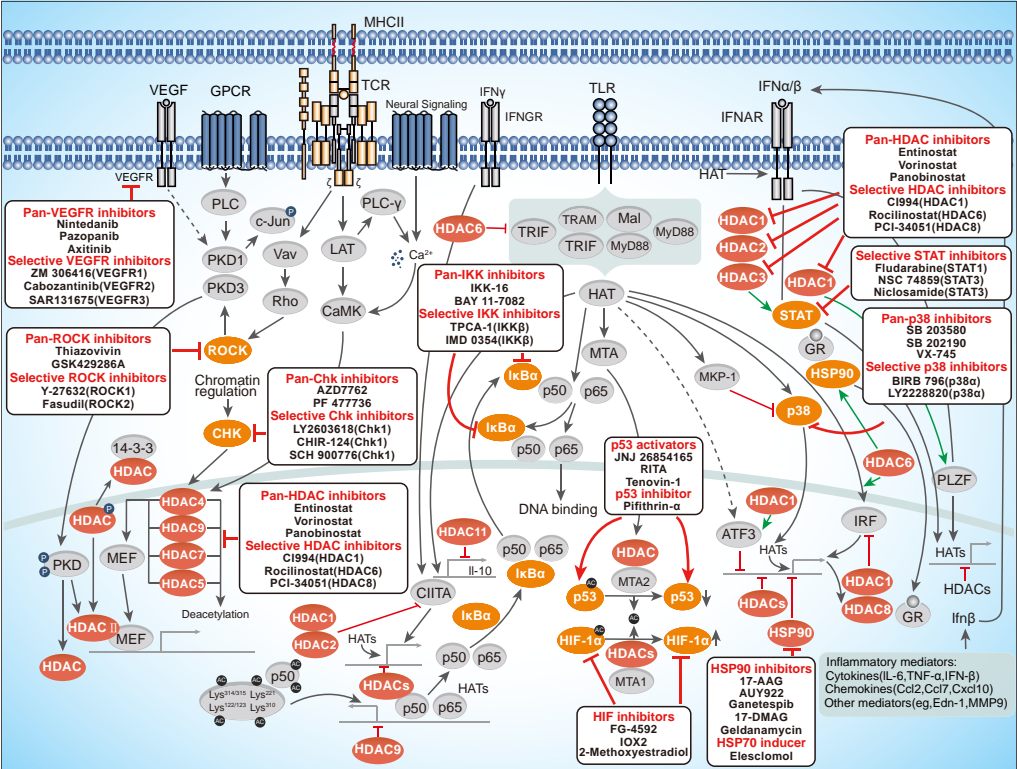 MHCII
VEGF
GPCR
TCR
Neural Signaling
IFNγ
IFNGR
TLR
IFNα/β
IFNAR
HAT
VEGFR
ζ
ζ
Pan-VEGFR inhibitors
Nintedanib
Pazopanib
Axitinib
Selective VEGFR inhibitors
ZM 306416(VEGFR1)
Cabozantinib(VEGFR2)
SAR131675(VEGFR3)
PLC
c-Jun
P
PKD1
PKD3
Vav
Rho
ROCK
LAT
PLC-γ
Ca²⁺
CaMK
HDAC6
TRIF
TRAM
TRIF
Mal
MyD88
MyD88
Pan-HDAC inhibitors
Entinostat
Vorinostat
Panobinostat
Selective HDAC inhibitors
CI994(HDAC1)
Rocilinostat(HDAC6)
PCI-34051(HDAC8)
HDAC1
HDAC2
HDAC3
HDAC1
STAT
GR
HSP90
Selective STAT inhibitors
Fludarabine(STAT1)
NSC 74859(STAT3)
Niclosamide(STAT3)
Pan-p38 inhibitors
SB 203580
SB 202190
VX-745
Selective p38 inhibitors
BIRB 796(p38α)
LY2228820(p38α)
Pan-IKK inhibitors
IKK-16
BAY 11-7082
Selective IKK inhibitors
TPCA-1(IKKβ)
IMD 0354(IKKβ)
HAT
MTA
MKP-1
p38
IκBα
p50
p65
IκBα
p50
p65
DNA binding
Pan-ROCK inhibitors
Thiazovivin
GSK429286A
Selective ROCK inhibitors
Y-27632(ROCK1)
Fasudil(ROCK2)
Chromatin
regulation
CHK
Pan-Chk inhibitors
AZD7762
PF 477736
Selective Chk inhibitors
LY2603618(Chk1)
CHIR-124(Chk1)
SCH 900776(Chk1)
p53 activators
JNJ 26854165
RITA
Tenovin-1
p53 inhibitor
Pifithrin-α
HDAC6
PLZF
14-3-3
HDAC
HDAC
P
P
P
PKD
MEF
HDAC4
HDAC9
HDAC7
HDAC5
Deacetylation
HDAC II
MEF
HDAC
Pan-HDAC inhibitors
Entinostat
Vorinostat
Panobinostat
Selective HDAC inhibitors
CI994(HDAC1)
Rocilinostat(HDAC6)
PCI-34051(HDAC8)
HDAC11
Il-10
CIITA
p50
p65
IκBα
IκBα
HDAC1
HDAC2
HATs
HDACs
p50
p65
HATs
p50
p65
HDAC9
AC
p50
AC
AC
AC
AC
AC
Lys314/315
Lys221
Lys122/123
Lys310
HDAC
MTA2
AC
p53
p53
AC
AC
HIF-1α
HIF-1α
HDACs
MTA1
HIF inhibitors
FG-4592
IOX2
2-Methoxyestradiol
HDAC1
ATF3
HATs
HDACs
HSP90
IRF
HDAC1
HDAC8
GR
HATs
HDACs
Ifnβ
HSP90 inhibitors
17-AAG
AUY922
Ganetespib
17-DMAG
Geldanamycin
HSP70 inducer
Elesclomol
Inflammatory mediators:
Cytokines(IL-6,TNF-α,IFN-β)
Chemokines(Ccl2,Ccl7,Cxcl10)
Other mediators(eg,Edn-1,MMP9)